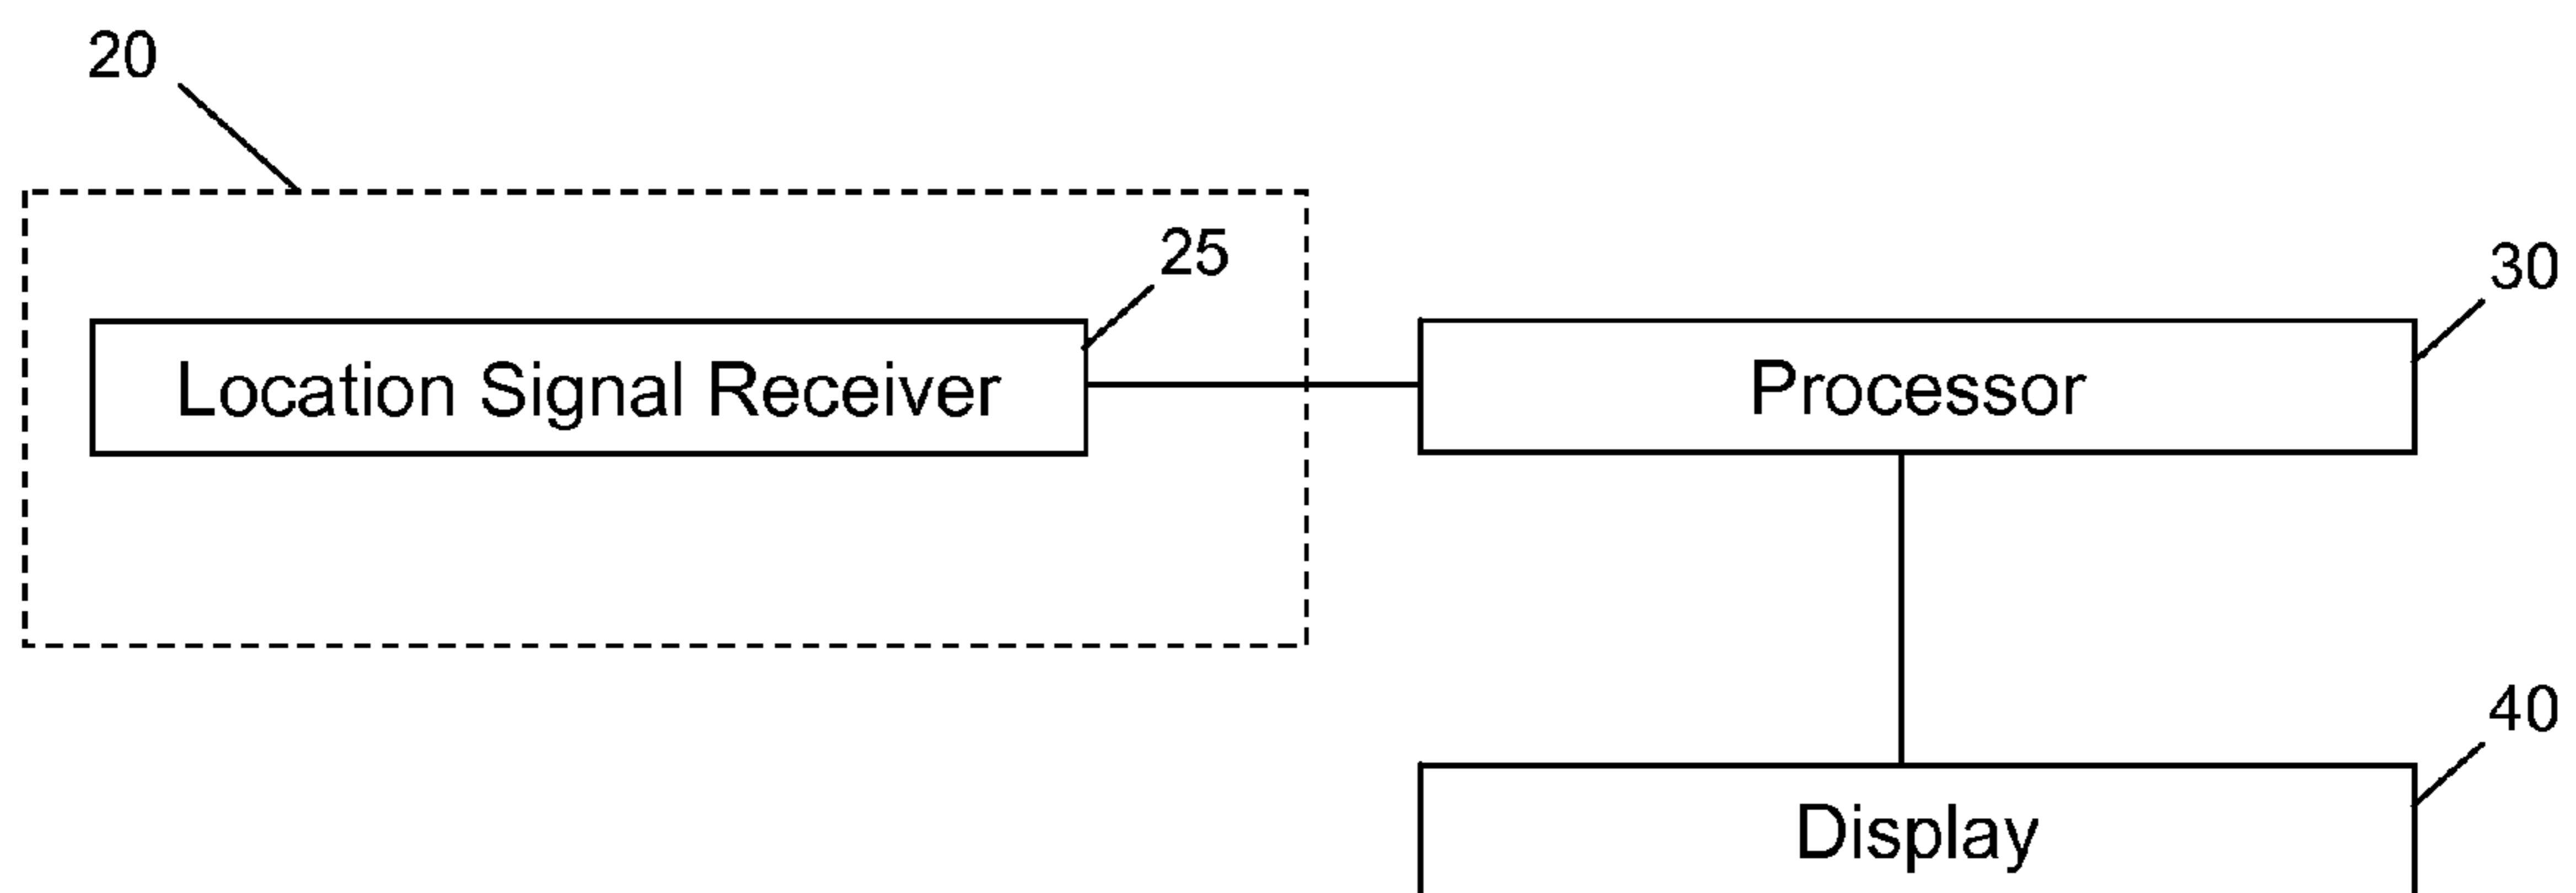 20
25
30
Location Signal Receiver
Processor
40
Display